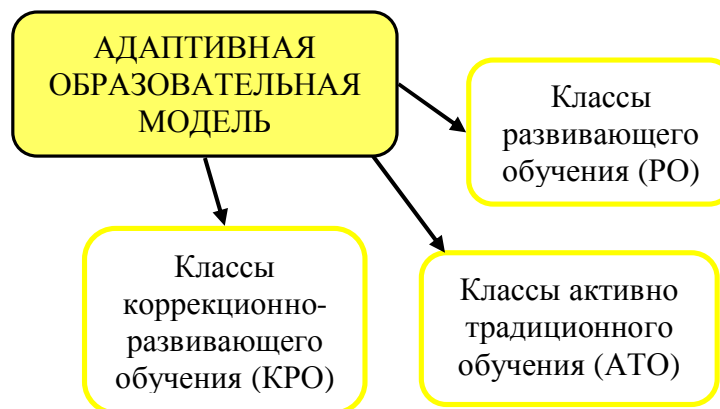 АДАПТИВНАЯ
ОБРАЗОВАТЕЛЬНАЯ
МОДЕЛЬ
Классы
развивающего
обучения (РО)
Классы
коррекционно-
развивающего
обучения (КРО)
Классы активно
традиционного
обучения (АТО)